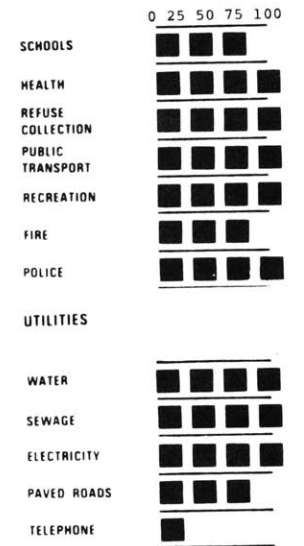 0 25 50 75 100
SCHOOLS
HEALTH
REFUSE
COLLECTION
PUBLIC
TRANSPORT
RECREATION
FIRE
POLICE
UTILITIES
WATER
SEWAGE
ELECTRICITY
PAVED ROADS
TELEPHONE